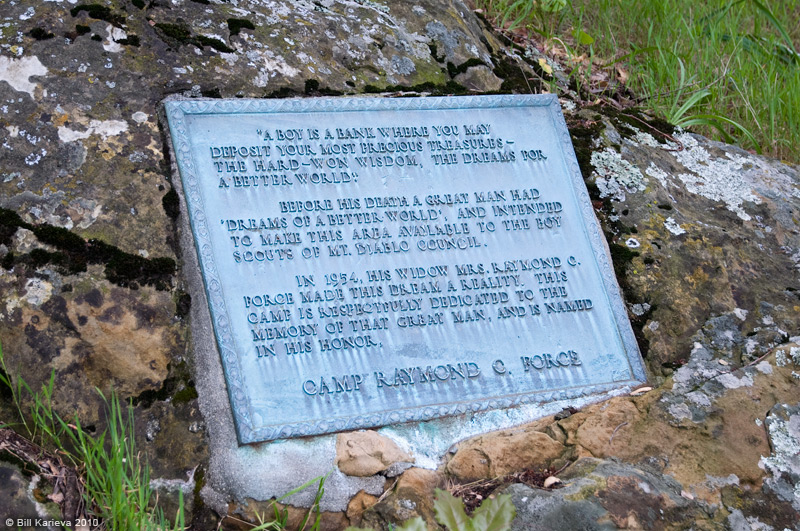 "A BOY IS A BANK WHERE YOU MAY
DEPOSIT YOUR MOST PRECIOUS TREASURES-
THE HARD-WON WISDOM, THE DREAMS FOR
A BETTER WORLD."
BEFORE HIS DEATH A GREAT MAN HAD
'DREAMS OF A BETTER WORLD', AND INTENDED
TO MAKE THIS AREA AVAILABLE TO THE BOY
SCOUTS OF MT. DIABLO COUNCIL.
IN 1954, HIS WIDOW MRS. RAYMOND C.
FORCE MADE THIS DREAM A REALITY. THIS
CAMP IS RESPECTFULLY DEDICATED TO THE
MEMORY OF THAT GREAT MAN, AND IS NAMED
IN HIS HONOR.
CAMP RAYMOND C. FORCE
© Bill Karieva 2010